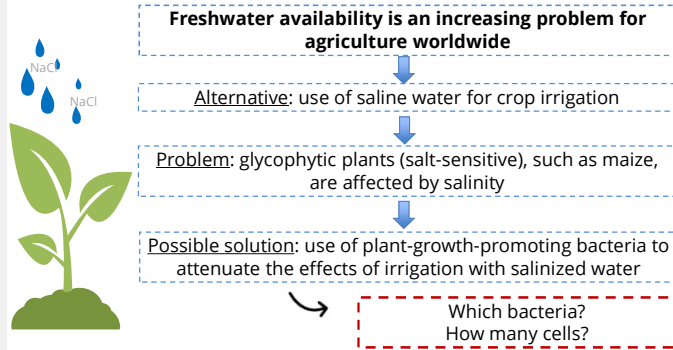 Freshwater availability is an increasing problem for
agriculture worldwide
NaCl
NaCl
Alternative: use of saline water for crop irrigation
Problem: glycophytic plants (salt-sensitive), such as maize,
are affected by salinity
Possible solution: use of plant-growth-promoting bacteria to
attenuate the effects of irrigation with salinized water
Which bacteria?
How many cells?